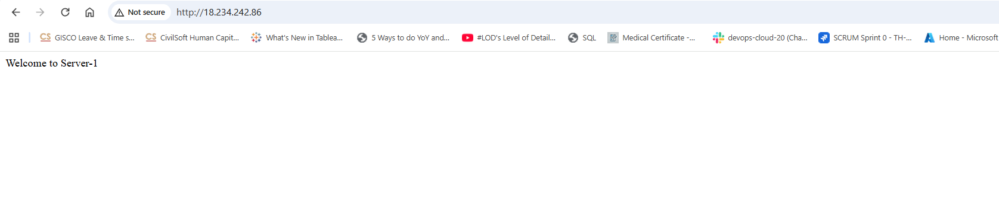 Not secure http://18.234.242.86
CS GISCO Leave & Time s... CS CivilSoft Human Capit... What's New in Tablea... 5 Ways to do YoY and... #LOD's Level of Detail... SQL Medical Certificate -... devops-cloud-20 (Cha... SCRUM Sprint 0 - TH-... Home - Microsoft
Welcome to Server-1